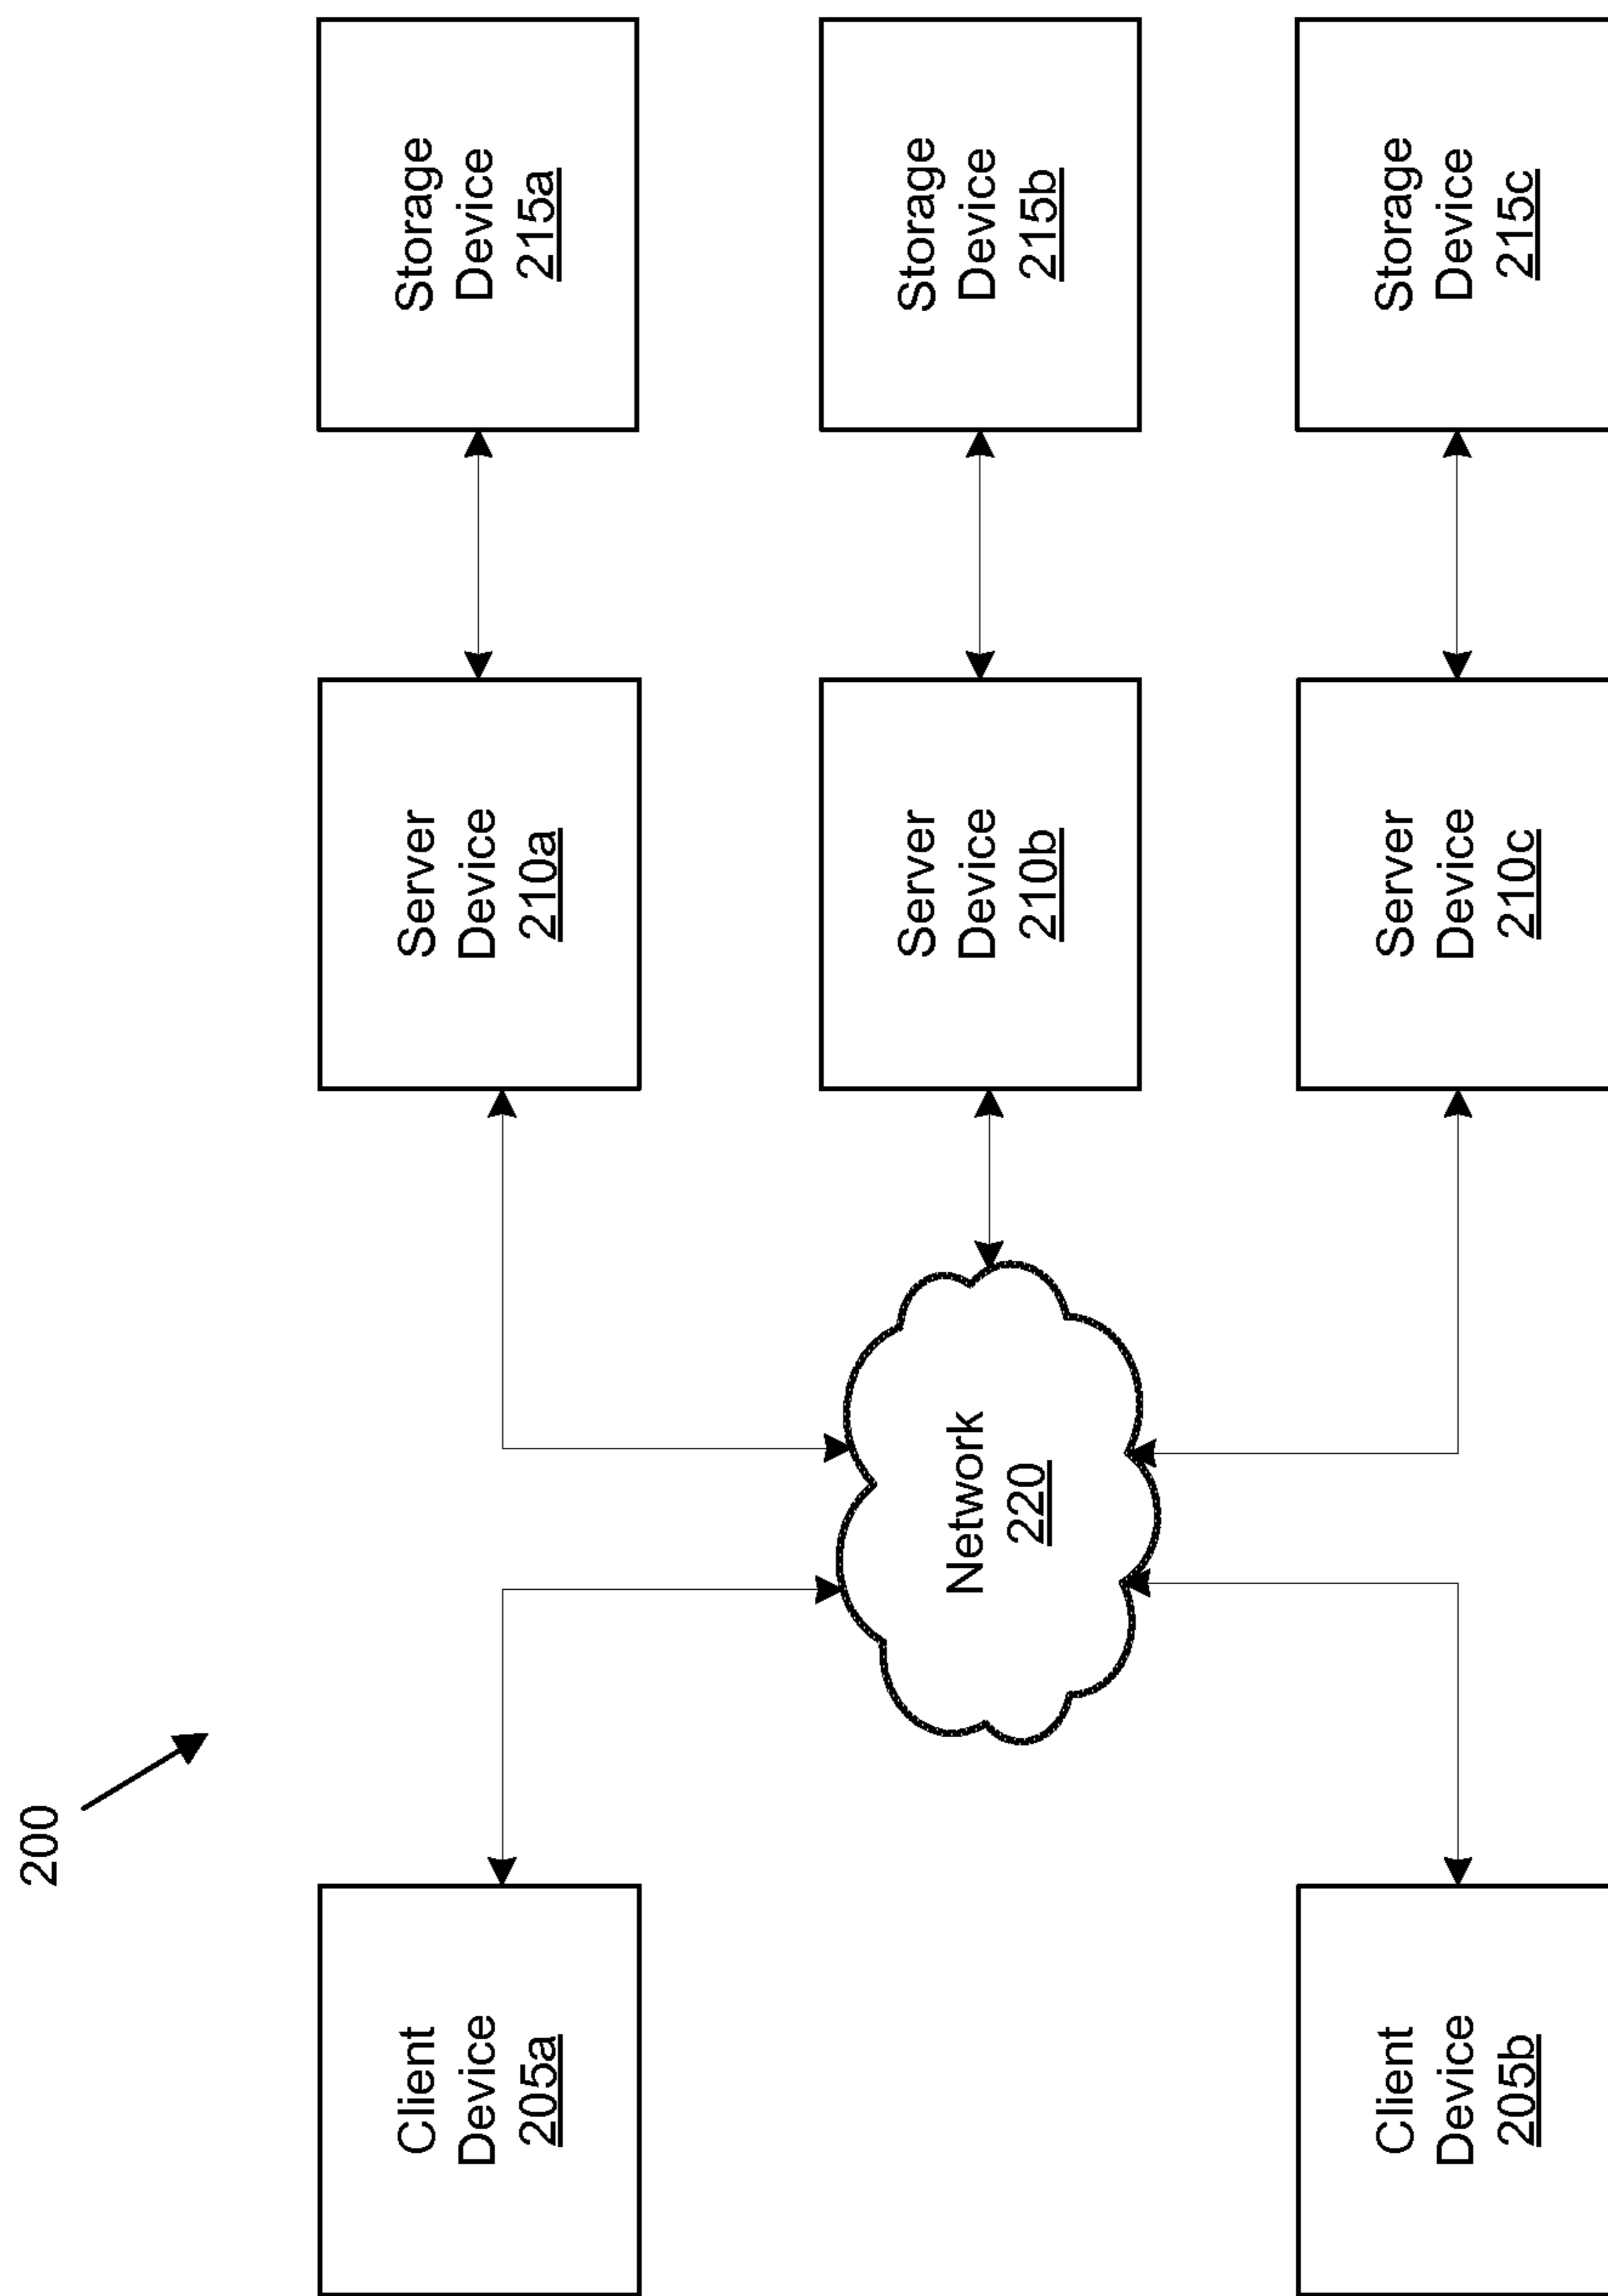 200
Client
Device
205a
Client
Device
205b
Network
220
Server
Device
210a
Server
Device
210b
Server
Device
210c
Storage
Device
215a
Storage
Device
215b
Storage
Device
215c